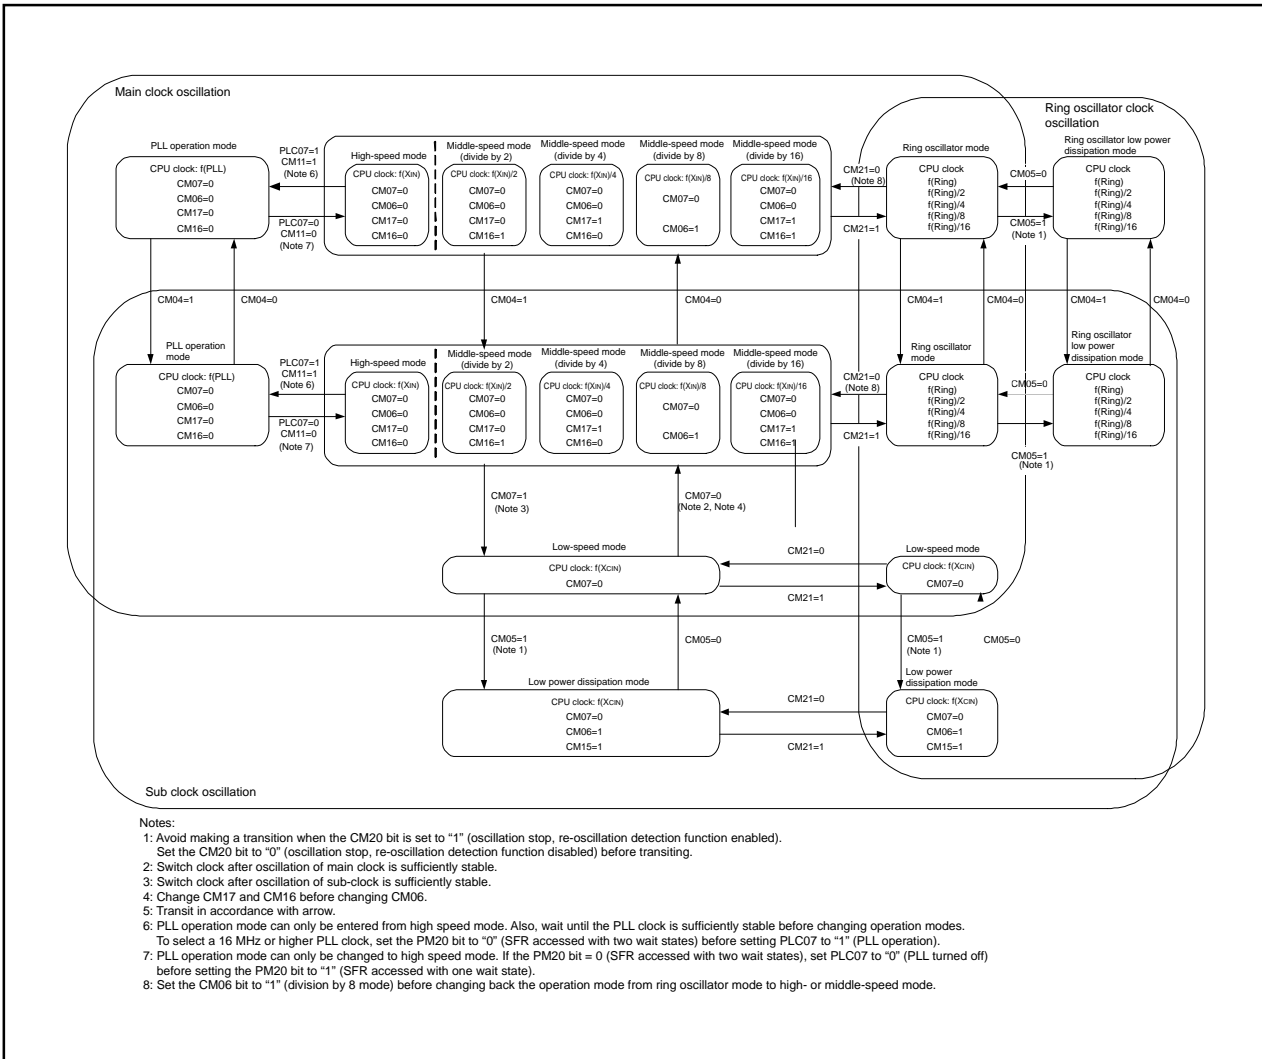 Main clock oscillation
Ring oscillator clock
oscillation
PLL operation mode
CPU clock: f(PLL)
CM07=0
CM06=0
CM17=0
CM16=0
PLC07=1
CM11=1
(Note 6)
PLC07=0
CM11=0
(Note 7)
High-speed mode
CPU clock: f(XIN)
CM07=0
CM06=0
CM17=0
CM16=0
Middle-speed mode
(divide by 2)
CPU clock: f(XIN)/2
CM07=0
CM06=0
CM17=0
CM16=1
Middle-speed mode
(divide by 4)
CPU clock: f(XIN)/4
CM07=0
CM06=0
CM17=1
CM16=0
Middle-speed mode
(divide by 8)
CPU clock: f(XIN)/8
CM07=0
CM06=1
Middle-speed mode
(divide by 16)
CPU clock: f(XIN)/16
CM07=0
CM06=0
CM17=1
CM16=1
CM21=0
(Note 8)
CM21=1
Ring oscillator mode
CPU clock
f(Ring)
f(Ring)/2
f(Ring)/4
f(Ring)/8
f(Ring)/16
CM05=0
CM05=1
(Note 1)
Ring oscillator low power
dissipation mode
CPU clock
f(Ring)
f(Ring)/2
f(Ring)/4
f(Ring)/8
f(Ring)/16
CM04=1
CM04=0
CM04=1
CM04=0
CM04=1
CM04=0
CM04=1
CM04=0
PLL operation
mode
CPU clock: f(PLL)
CM07=0
CM06=0
CM17=0
CM16=0
PLC07=1
CM11=1
(Note 6)
PLC07=0
CM11=0
(Note 7)
High-speed mode
CPU clock: f(XIN)
CM07=0
CM06=0
CM17=0
CM16=0
Middle-speed mode
(divide by 2)
CPU clock: f(XIN)/2
CM07=0
CM06=0
CM17=0
CM16=1
Middle-speed mode
(divide by 4)
CPU clock: f(XIN)/4
CM07=0
CM06=0
CM17=1
CM16=0
Middle-speed mode
(divide by 8)
CPU clock: f(XIN)/8
CM07=0
CM06=1
Middle-speed mode
(divide by 16)
CPU clock: f(XIN)/16
CM07=0
CM06=0
CM17=1
CM16=1
CM21=0
(Note 8)
CM21=1
Ring oscillator
mode
CPU clock
f(Ring)
f(Ring)/2
f(Ring)/4
f(Ring)/8
f(Ring)/16
CM05=0
CM05=1
(Note 1)
Ring oscillator
low power
dissipation mode
CPU clock
f(Ring)
f(Ring)/2
f(Ring)/4
f(Ring)/8
f(Ring)/16
CM07=1
(Note 3)
CM07=0
(Note 2, Note 4)
Low-speed mode
CPU clock: f(XCIN)
CM07=0
CM21=0
CM21=1
Low-speed mode
CPU clock: f(XCIN)
CM07=0
CM05=1
(Note 1)
CM05=0
CM05=1
(Note 1)
CM05=0
Low power dissipation mode
CPU clock: f(XCIN)
CM07=0
CM06=1
CM15=1
CM21=0
CM21=1
Low power
dissipation mode
CPU clock: f(XCIN)
CM07=0
CM06=1
CM15=1
Sub clock oscillation
Notes:
1: Avoid making a transition when the CM20 bit is set to “1” (oscillation stop, re-oscillation detection function enabled).
Set the CM20 bit to “0” (oscillation stop, re-oscillation detection function disabled) before transiting.
2: Switch clock after oscillation of main clock is sufficiently stable.
3: Switch clock after oscillation of sub-clock is sufficiently stable.
4: Change CM17 and CM16 before changing CM06.
5: Transit in accordance with arrow.
6: PLL operation mode can only be entered from high speed mode. Also, wait until the PLL clock is sufficiently stable before changing operation modes.
To select a 16 MHz or higher PLL clock, set the PM20 bit to “0” (SFR accessed with two wait states) before setting PLC07 to “1” (PLL operation).
7: PLL operation mode can only be changed to high speed mode. If the PM20 bit = 0 (SFR accessed with two wait states), set PLC07 to “0” (PLL turned off)
before setting the PM20 bit to “1” (SFR accessed with one wait state).
8: Set the CM06 bit to “1” (division by 8 mode) before changing back the operation mode from ring oscillator mode to high- or middle-speed mode.